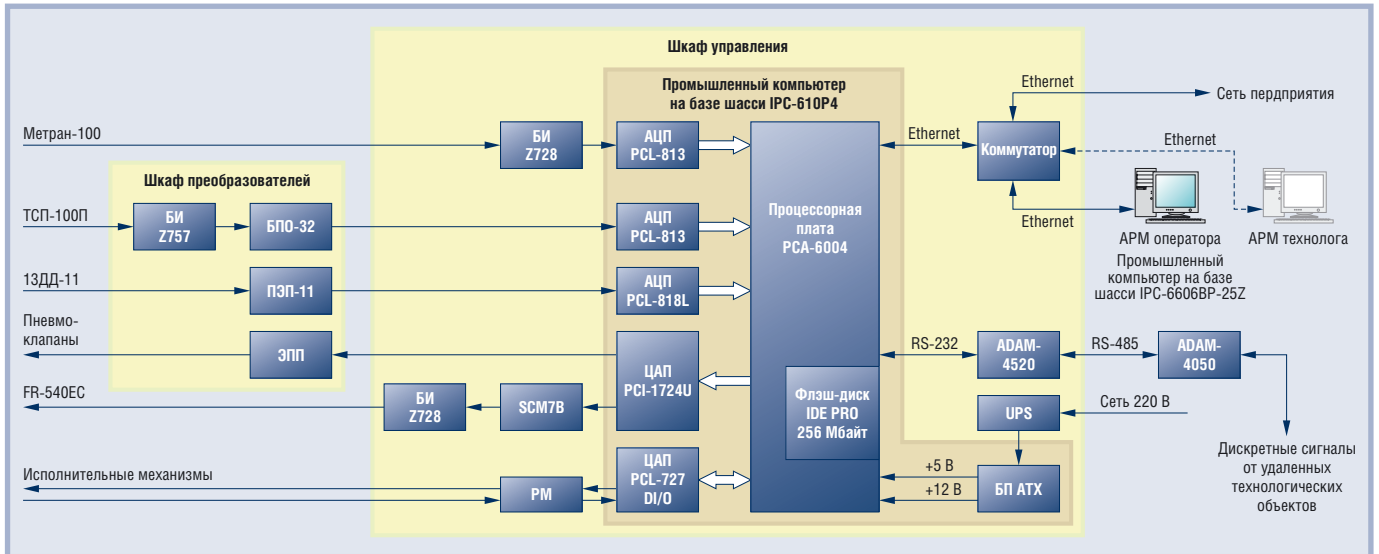 Шкаф управления
Промышленный компьютер
на базе шасси IPC-610P4
Ethernet
Сеть пердприятия
Метран-100
БИ
Z728
АЦП
PCL-813
Ethernet
Коммутатор
Ethernet
Шкаф преобразователей
ТСП-100П
БИ
Z757
БПО-32
АЦП
PCL-813
Процессорная
плата
PCA-6004
Ethernet
АРМ оператора
Промышленный
компьютер на базе
шасси IPC-6606BP-25Z
АРМ технолога
13ДД-11
ПЭП-11
АЦП
PCL-818L
Пневмо-
клапаны
ЭПП
ЦАП
PCI-1724U
RS-232
ADAM-
4520
RS-485
ADAM-
4050
FR-540EC
БИ
Z728
SCM7B
Флэш-диск
IDE PRO
256 Мбайт
UPS
Сеть 220 В
Исполнительные механизмы
РМ
ЦАП
PCL-727
DI/O
+5 В
+12 В
БП ATX
Дискретные сигналы
от удаленных
технологических
объектов